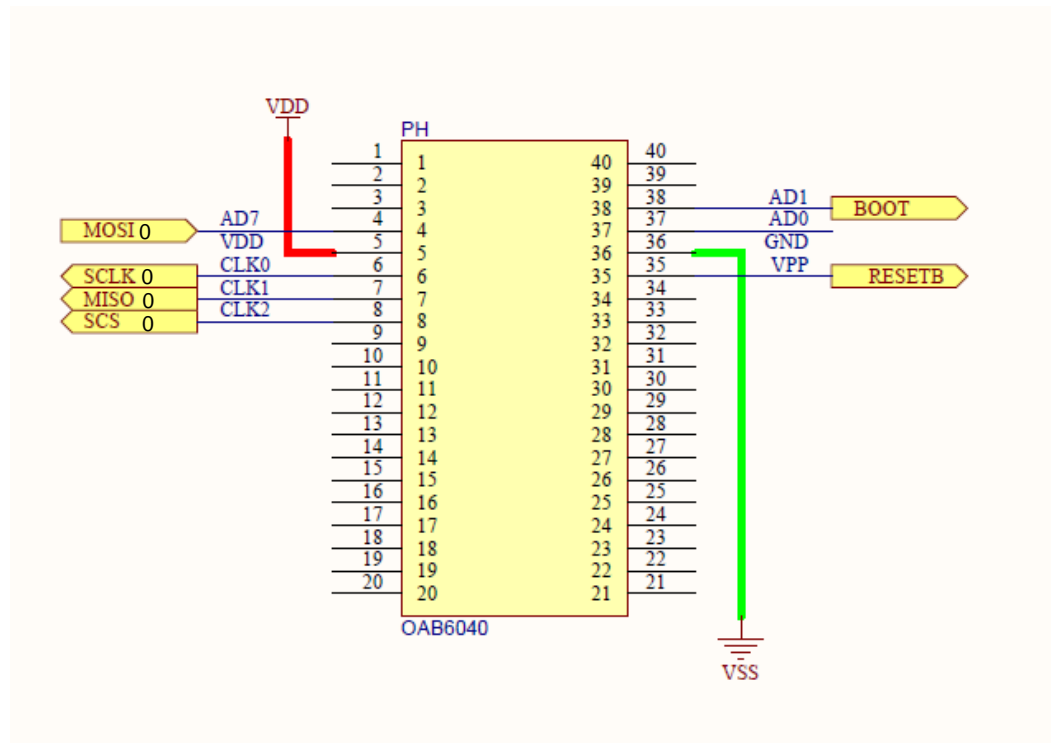 VDD
PH
1 1 40 40
2 2 39 39
3 3 38 38 AD1 BOOT
MOSI 0 AD7 4 4 37 37 AD0
VDD 5 5 36 36 GND
SCLK 0 CLK0 6 6 35 35 VPP RESETB
MISO 0 CLK1 7 7 34 34
SCS 0 CLK2 8 8 33 33
9 9 32 32
10 10 31 31
11 11 30 30
12 12 29 29
13 13 28 28
14 14 27 27
15 15 26 26
16 16 25 25
17 17 24 24
18 18 23 23
19 19 22 22
20 20 21 21
OAB6040
VSS